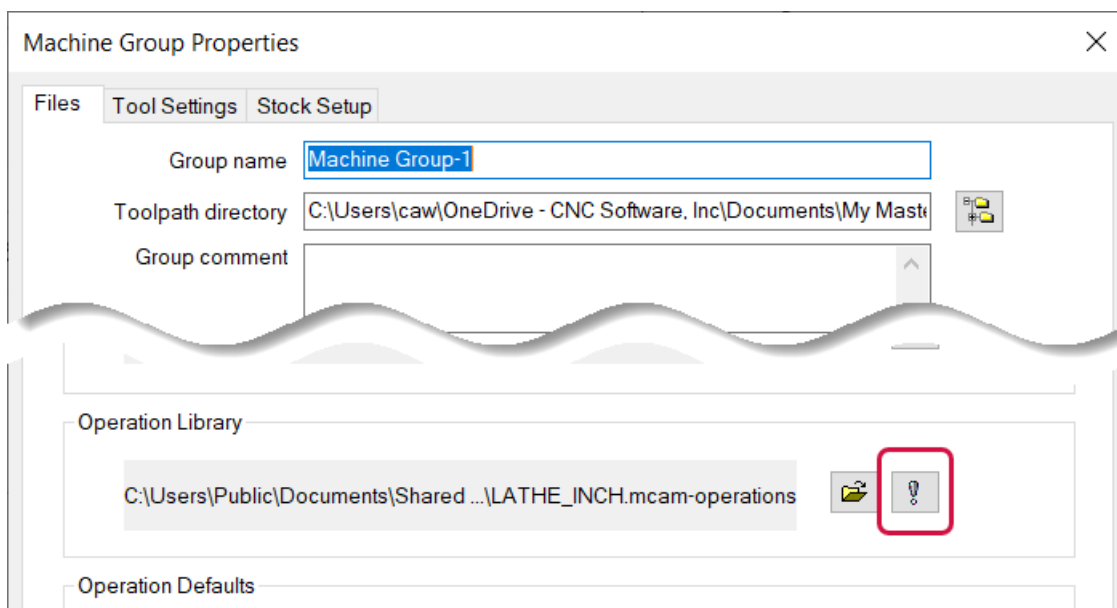 Machine Group Properties
Files Tool Settings Stock Setup
Group name Machine Group-1
Toolpath directory C:\Users\caw\OneDrive - CNC Software, Inc\Documents\My Maste
Group comment
Operation Library
C:\Users\Public\Documents\Shared ...\LATHE_INCH.mcam-operations !
Operation Defaults